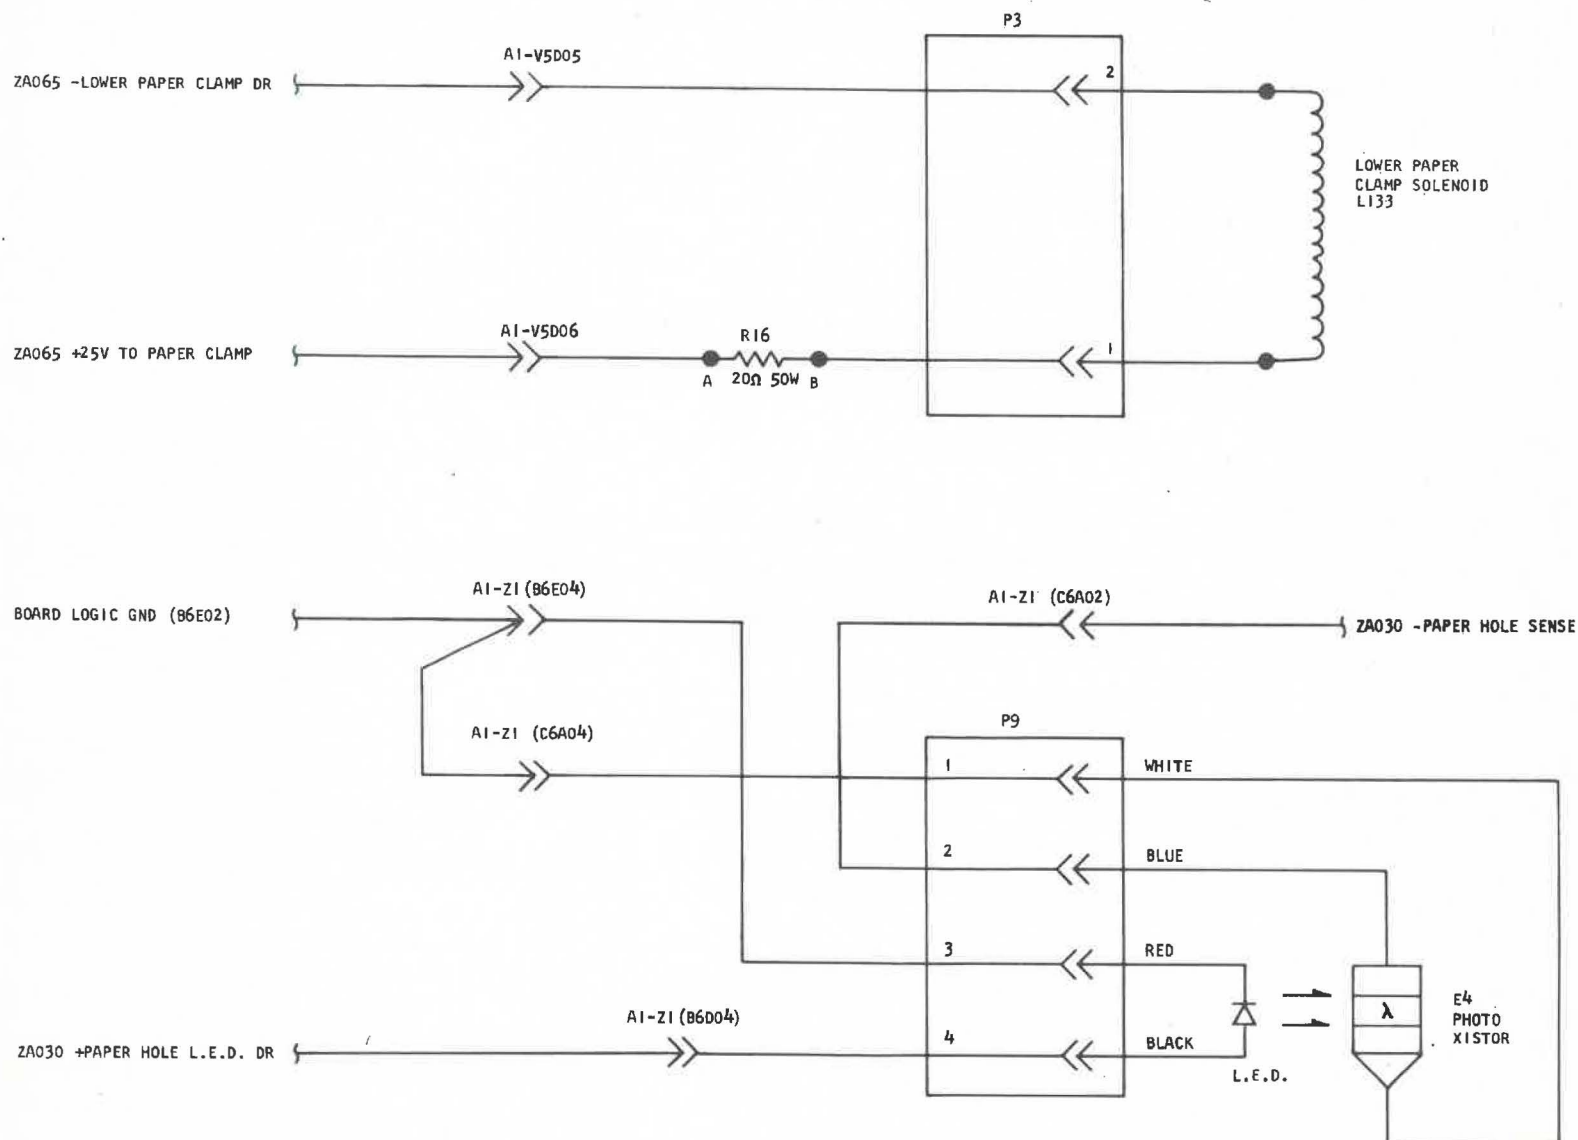 P3
A1-V5D05
2
ZA065 -LOWER PAPER CLAMP DR
LOWER PAPER
CLAMP SOLENOID
L133
A1-V5D06
R16
1
ZA065 +25V TO PAPER CLAMP
A 20Ω 50W B
A1-Z1 (B6E04)
A1-Z1 (C6A02)
BOARD LOGIC GND (B6E02)
ZA030 -PAPER HOLE SENSE
P9
A1-Z1 (C6A04)
1
WHITE
2
BLUE
3
RED
E4
PHOTO
XISTOR
λ
A1-Z1 (B6D04)
4
BLACK
ZA030 +PAPER HOLE L.E.D. DR
L.E.D.